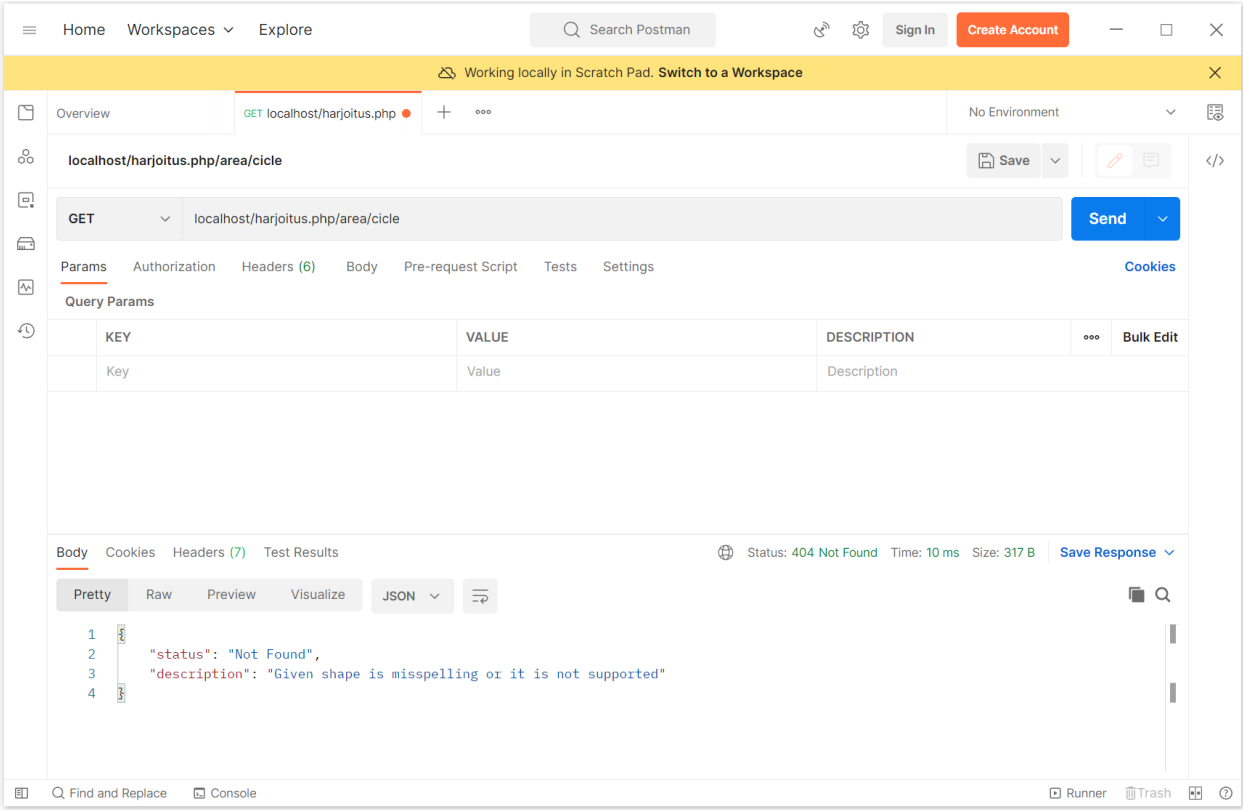 Home Workspaces Explore Search Postman Sign In Create Account
Working locally in Scratch Pad. Switch to a Workspace
Overview GET localhost/harjoitus.php No Environment
localhost/harjoitus.php/area/cicle Save
GET localhost/harjoitus.php/area/cicle Send
Params Authorization Headers (6) Body Pre-request Script Tests Settings Cookies
Query Params
KEY VALUE DESCRIPTION Bulk Edit
Key Value Description
Body Cookies Headers (7) Test Results Status: 404 Not Found Time: 10 ms Size: 317 B Save Response
Pretty Raw Preview Visualize JSON
1 {
2 "status": "Not Found",
3 "description": "Given shape is misspelling or it is not supported"
4 }
Find and Replace Console Runner Trash